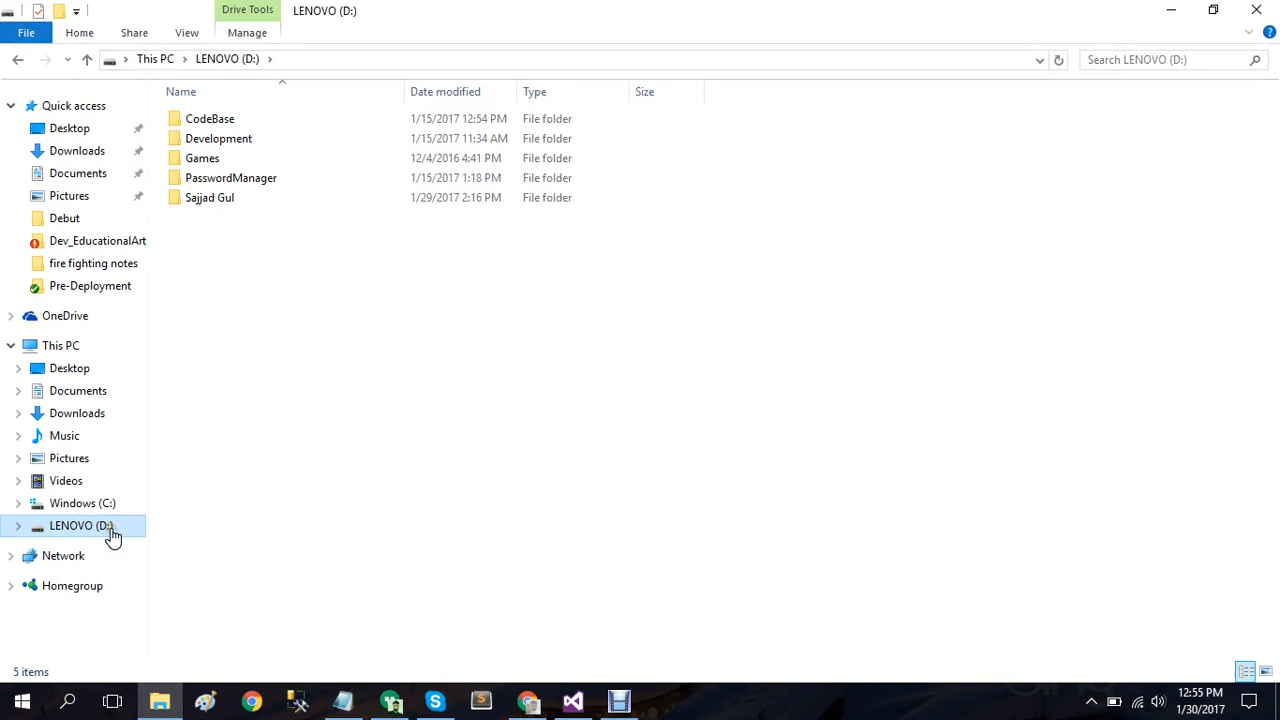 Drive Tools LENOVO (D:)
File Home Share View Manage
This PC LENOVO (D:) Search LENOVO (D:)
Name Date modified Type Size
CodeBase 1/15/2017 12:54 PM File folder
Development 1/15/2017 11:34 AM File folder
Games 12/4/2016 4:41 PM File folder
PasswordManager 1/15/2017 1:18 PM File folder
Sajjad Gul 1/29/2017 2:16 PM File folder
Quick access
Desktop
Downloads
Documents
Pictures
Debut
Dev_EducationalArt
fire fighting notes
Pre-Deployment
OneDrive
This PC
Desktop
Documents
Downloads
Music
Pictures
Videos
Windows (C:)
LENOVO (D:)
Network
Homegroup
5 items
12:55 PM
1/30/2017